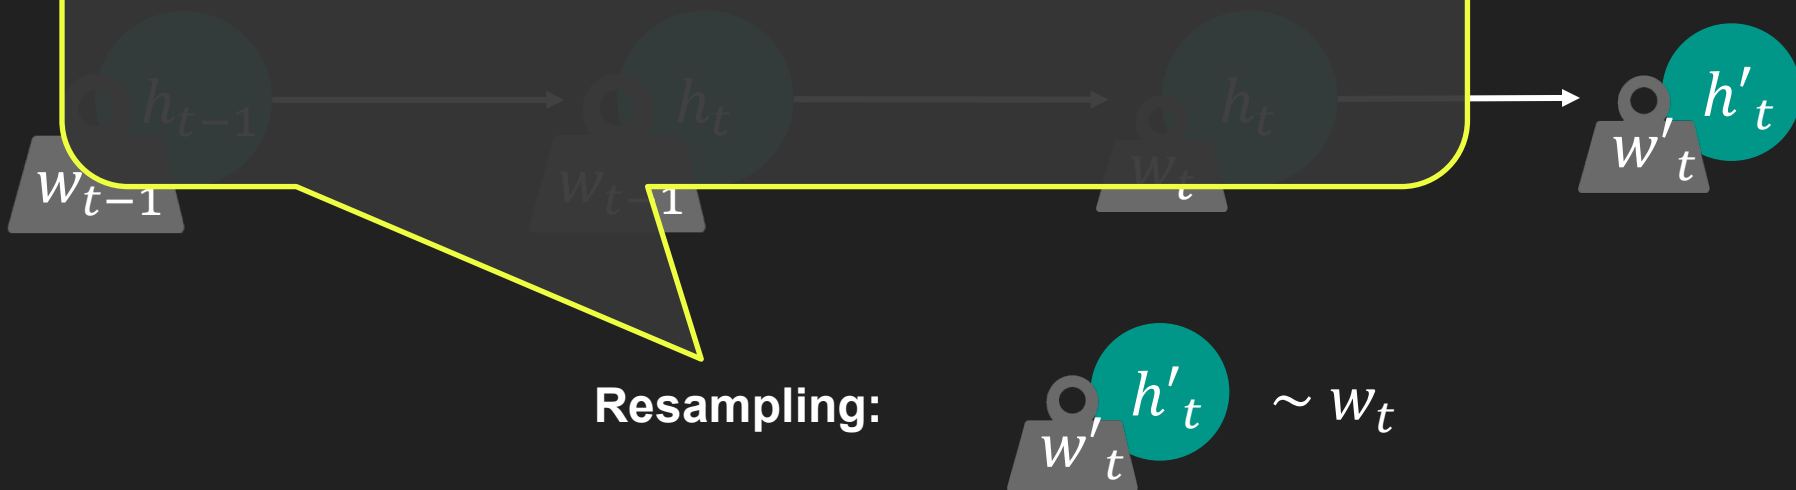 h_{t-1} h_t h_t h'_t
w_{t-1} w_{t-1} w_t w'_t
Resampling: h'_t ~ w_t
w'_t